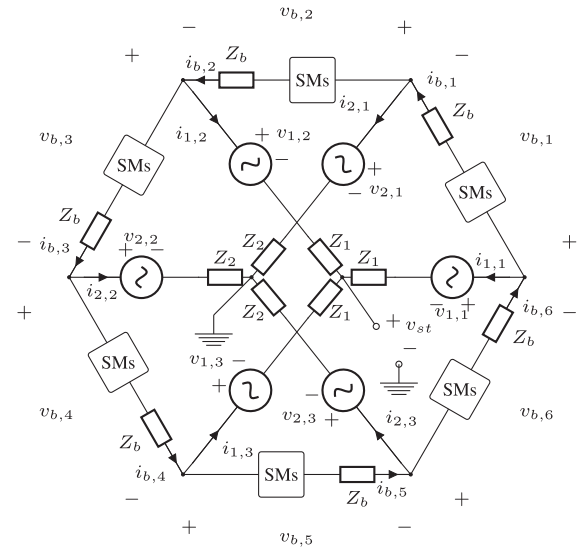 v_{b,2}
+ − + −
i_{b,2} Z_b SMs i_{b,1}
i_{1,2} i_{2,1} Z_b
v_{b,3} + v_{1,2} v_{b,1}
SMs − + SMs
− v_{2,1}
Z_b
− i_{b,3} + v_{2,2} − Z_2 Z_2 Z_1 Z_1 i_{1,1} +
+ i_{2,2} Z_2 Z_1 − v_{1,1} + i_{b,6} −
+ v_{st} Z_b
v_{1,3} − −
SMs + − SMs
v_{b,4} v_{2,3} + v_{b,6}
Z_b i_{1,3} i_{2,3}
i_{b,4} SMs Z_b i_{b,5}
− + − +
v_{b,5}